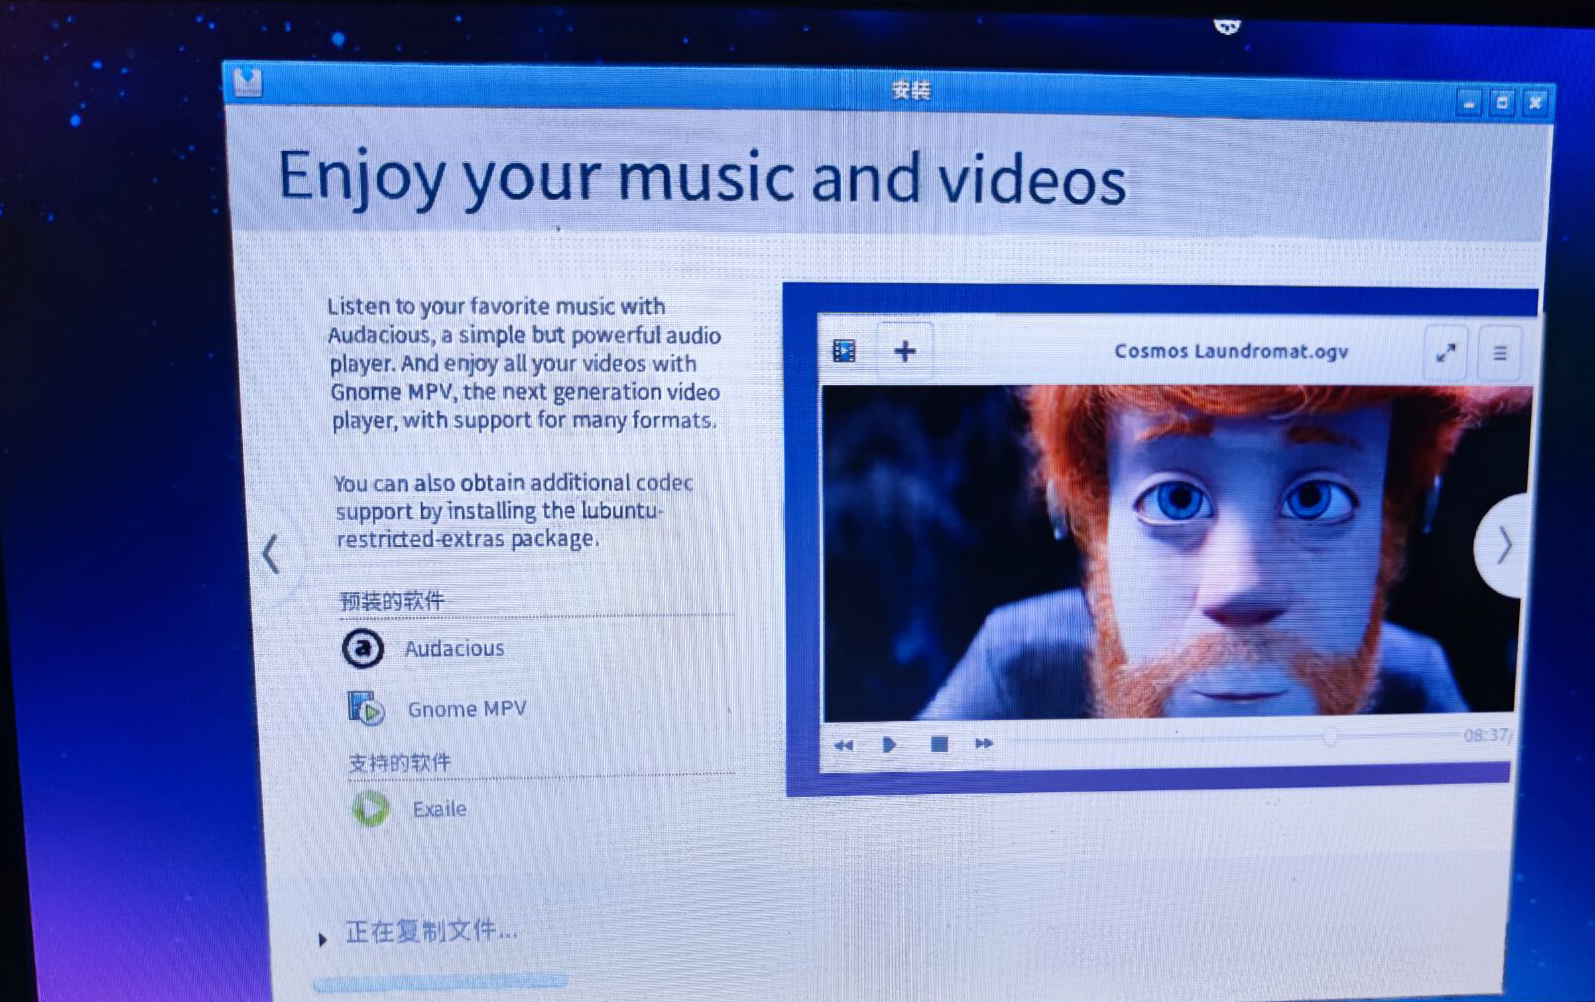 安装
Enjoy your music and videos
Listen to your favorite music with
Audacious, a simple but powerful audio
player. And enjoy all your videos with
Gnome MPV, the next generation video
player, with support for many formats.
You can also obtain additional codec
support by installing the lubuntu-
restricted-extras package.
预装的软件
Audacious
Gnome MPV
支持的软件
Exaile
Cosmos Laundromat.ogv
08:37/
正在复制文件...